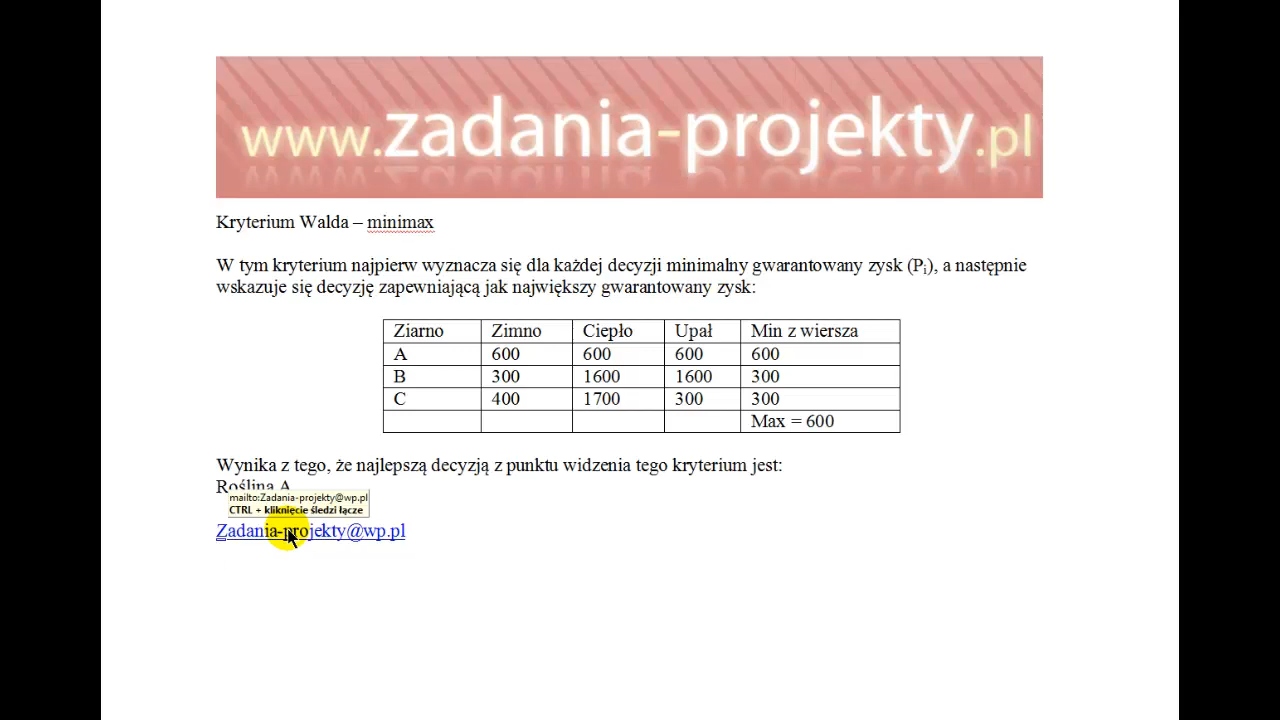 www.zadania-projekty.pl
Kryterium Walda – minimax
W tym kryterium najpierw wyznacza się dla każdej decyzji minimalny gwarantowany zysk (Pi), a następnie
wskazuje się decyzję zapewniającą jak największy gwarantowany zysk:
Ziarno Zimno Ciepło Upał Min z wiersza
A 600 600 600 600
B 300 1600 1600 300
C 400 1700 300 300
Max = 600
Wynika z tego, że najlepszą decyzją z punktu widzenia tego kryterium jest:
Roślina A
mailto:Zadania-projekty@wp.pl
CTRL + kliknięcie śledzi łącze
Zadania-projekty@wp.pl